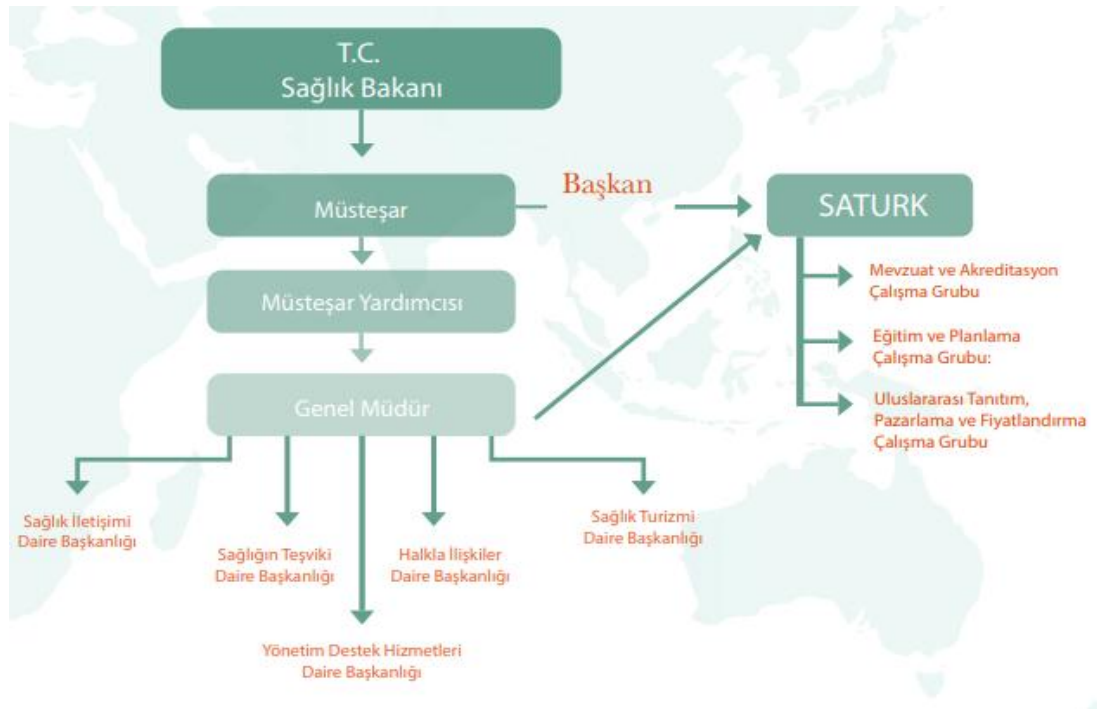 T.C.
Sağlık Bakanı
Müsteşar
Başkan
SATURK
Müsteşar Yardımcısı
Genel Müdür
Mevzuat ve Akreditasyon
Çalışma Grubu
Eğitim ve Planlama
Çalışma Grubu:
Uluslararası Tanıtım,
Pazarlama ve Fiyatlandırma
Çalışma Grubu
Sağlık İletişimi
Daire Başkanlığı
Sağlığın Teşviki
Daire Başkanlığı
Yönetim Destek Hizmetleri
Daire Başkanlığı
Halkla İlişkiler
Daire Başkanlığı
Sağlık Turizmi
Daire Başkanlığı